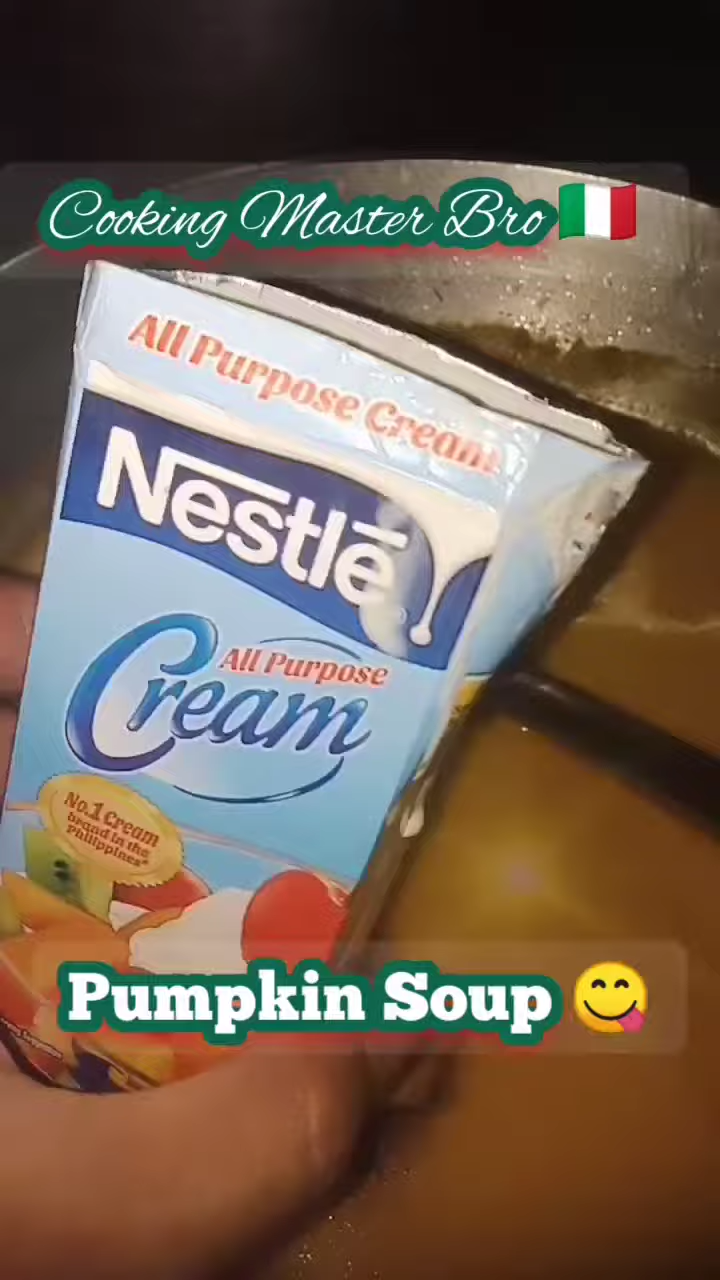 Cooking Master Bro 🇮🇹
All Purpose Cream
Nestlé
All Purpose
Cream
No.1 Cream
brand in the
Philippines*
Pumpkin Soup 😋